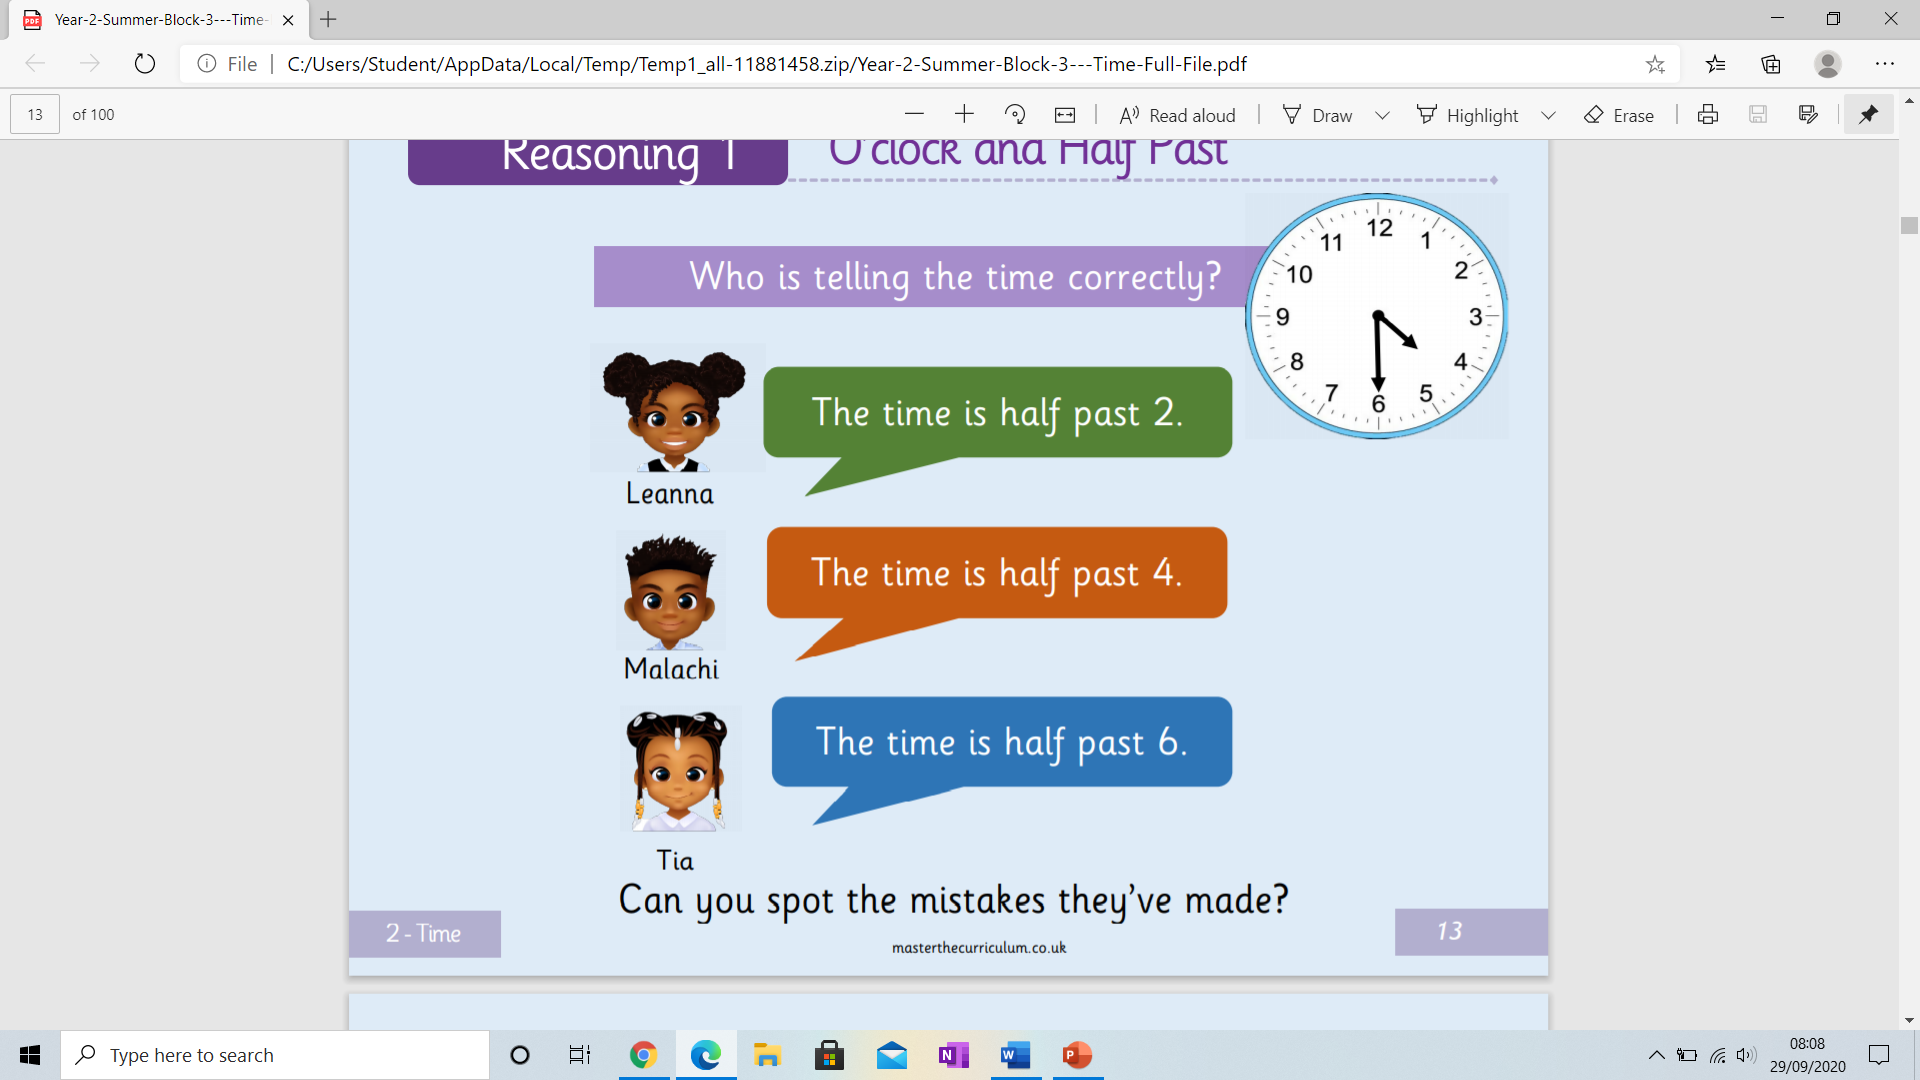 Year-2-Summer-Block-3---Time-
File
C:/Users/Student/AppData/Local/Temp/Temp1_all-11881458.zip/Year-2-Summer-Block-3---Time-Full-File.pdf
13 of 100
Read aloud
Draw
Highlight
Erase
Reasoning 1
O'clock and Half Past
Who is telling the time correctly?
12
1
2
3
4
5
6
7
8
9
10
11
The time is half past 2.
Leanna
The time is half past 4.
Malachi
The time is half past 6.
Tia
Can you spot the mistakes they've made?
2 - Time
masterthecurriculum.co.uk
13
Type here to search
08:08
29/09/2020